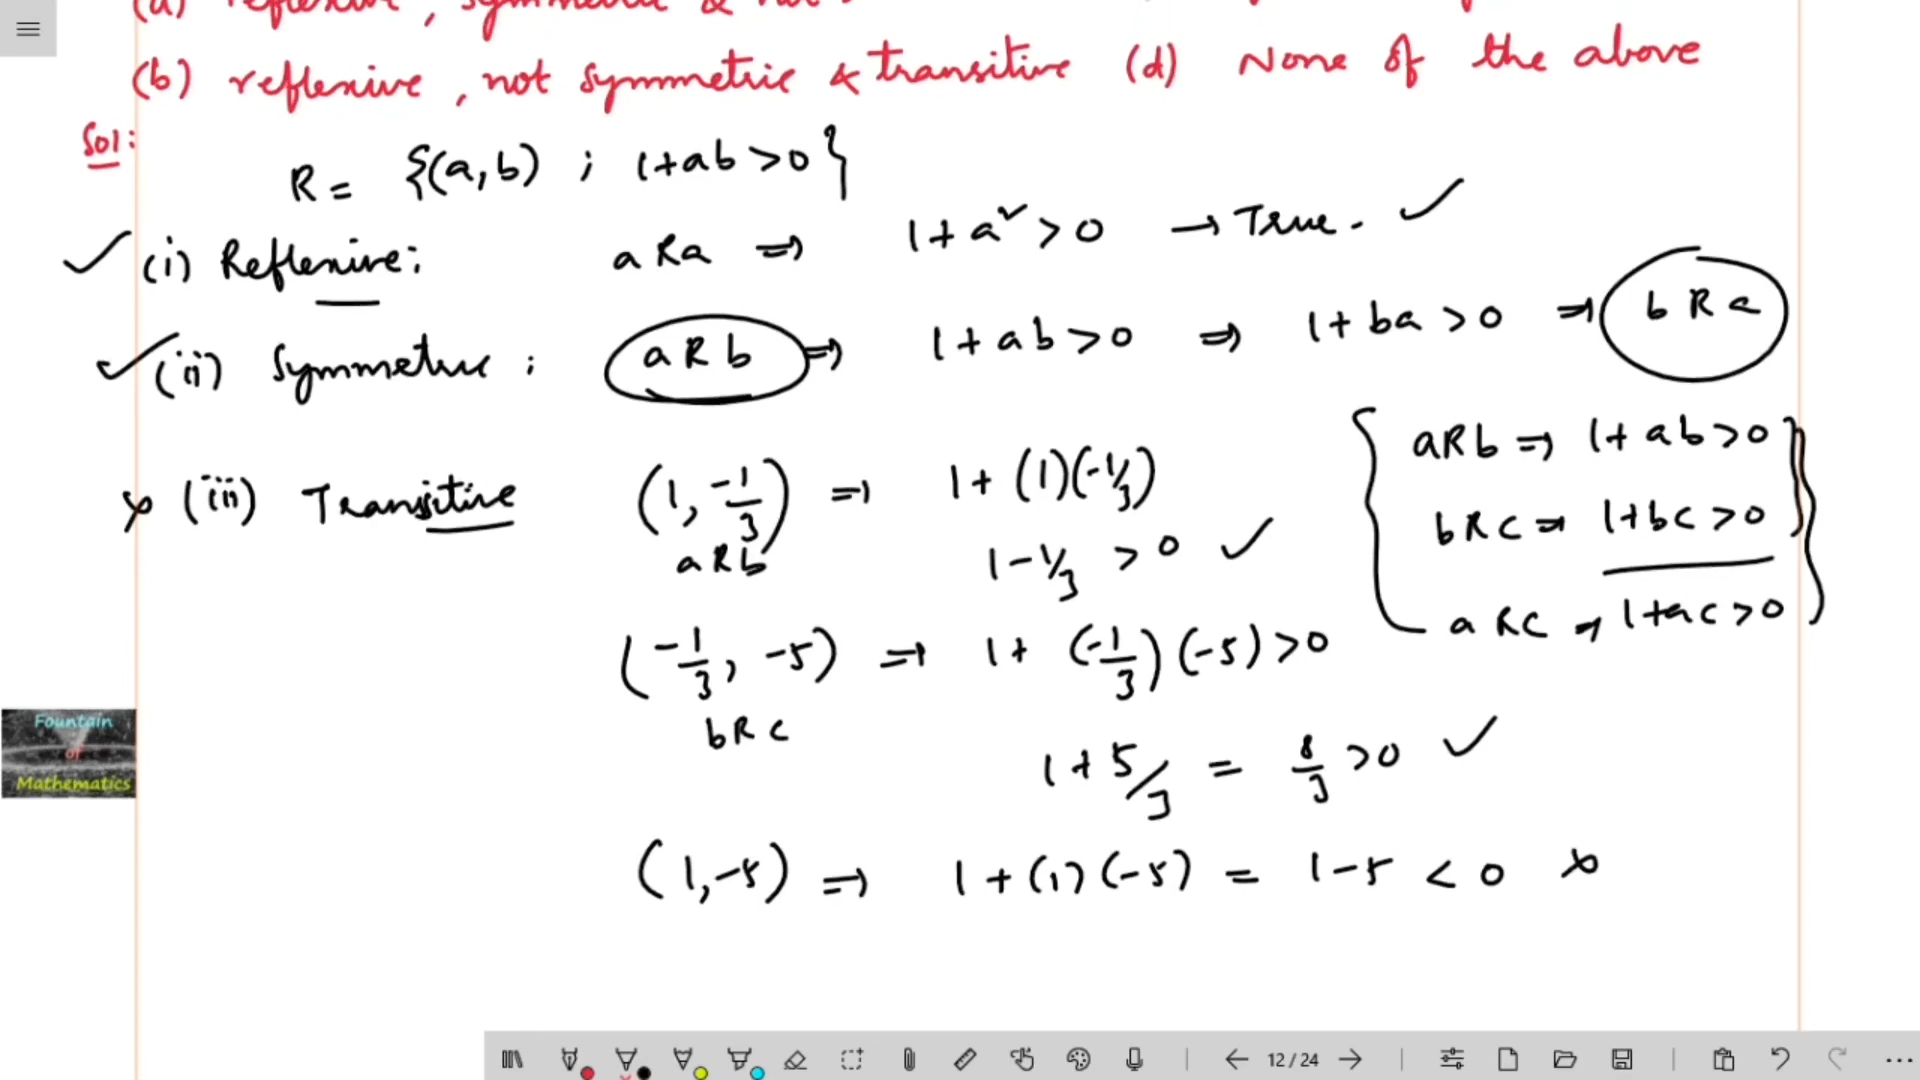 (a) reflexive, symmetric & not
(b) reflexive, not symmetric & transitive (d) None of the above
Sol:
R = {(a,b) ; 1+ab>0}
(i) Reflexive: aRa ⇒ 1+a²>0 → True. ✓
(ii) Symmetric : aRb ⇒ 1+ab>0 ⇒ 1+ba>0 ⇒ bRa
aRb ⇒ 1+ab>0
bRc ⇒ 1+bc>0
aRc ⇒ 1+ac>0
(iii) Transitive (1, -1/3) ⇒ 1+(1)(-1/3)
aRb 1-1/3 >0 ✓
(-1/3, -5) ⇒ 1+(-1/3)(-5)>0
bRc
1+5/3 = 8/3 >0 ✓
(1,-5) ⇒ 1+(1)(-5) = 1-5 < 0 ×
Fountain
of
Mathematics
12/24